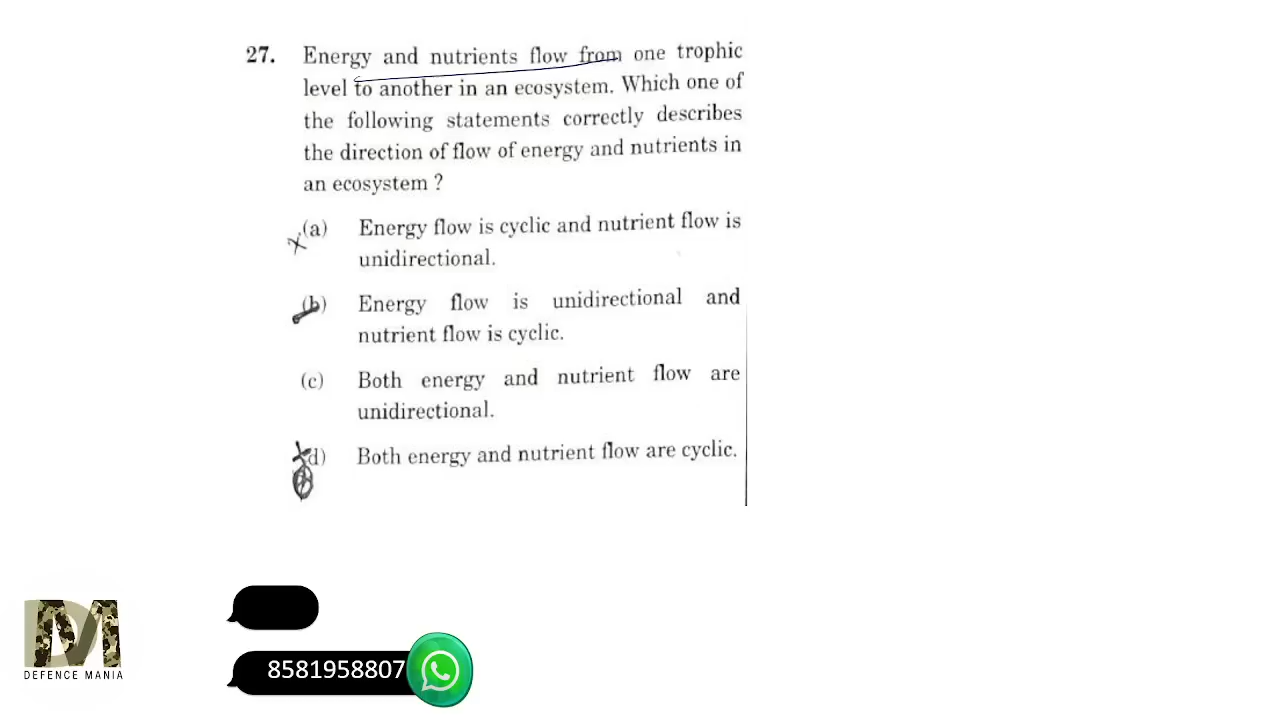 27. Energy and nutrients flow from one trophic
level to another in an ecosystem. Which one of
the following statements correctly describes
the direction of flow of energy and nutrients in
an ecosystem ?
(a) Energy flow is cyclic and nutrient flow is
unidirectional.
(b) Energy flow is unidirectional and
nutrient flow is cyclic.
(c) Both energy and nutrient flow are
unidirectional.
(d) Both energy and nutrient flow are cyclic.
DM
DEFENCE MANIA
8581958807